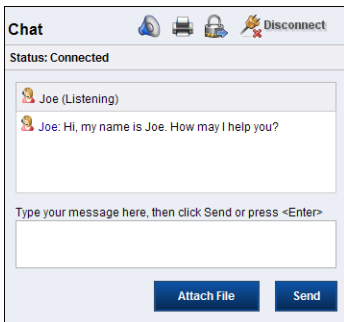 Chat
Disconnect
Status: Connected
Joe (Listening)
Joe: Hi, my name is Joe. How may I help you?
Type your message here, then click Send or press <Enter>
Attach File
Send